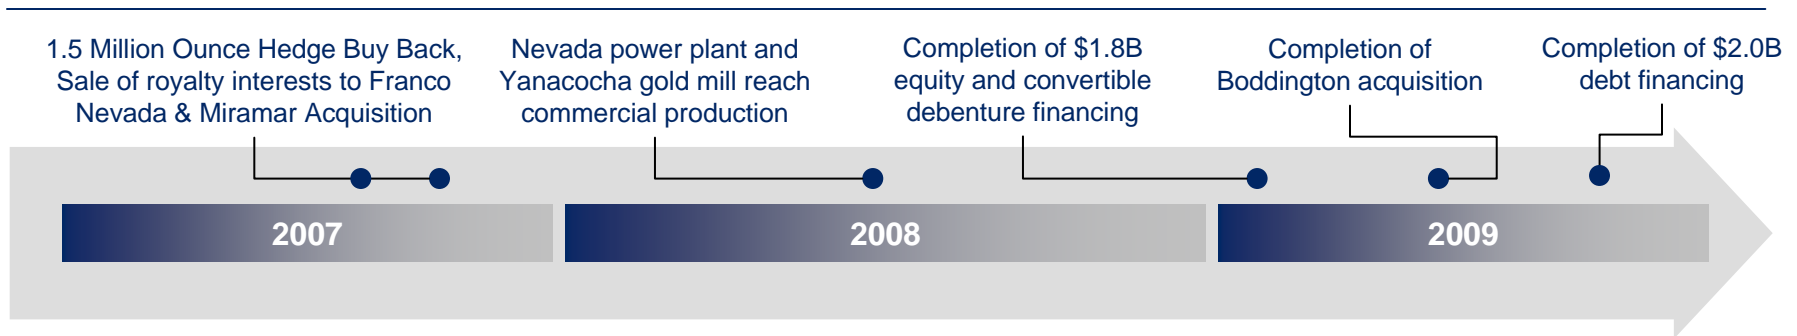 1.5 Million Ounce Hedge Buy Back,
Sale of royalty interests to Franco
Nevada & Miramar Acquisition
Nevada power plant and
Yanacocha gold mill reach
commercial production
Completion of $1.8B
equity and convertible
debenture financing
Completion of
Boddington acquisition
Completion of $2.0B
debt financing
2007
2008
2009